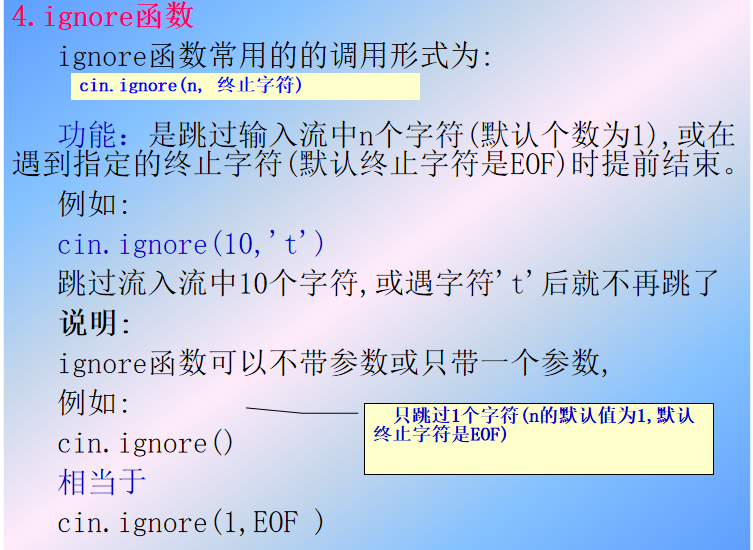 4.ignore函数
ignore函数常用的的调用形式为:
cin.ignore(n, 终止字符)
功能：是跳过输入流中n个字符(默认个数为1),或在
遇到指定的终止字符(默认终止字符是EOF)时提前结束。
例如:
cin.ignore(10,'t')
跳过流入流中10个字符,或遇字符't'后就不再跳了
说明:
ignore函数可以不带参数或只带一个参数,
例如:
只跳过1个字符(n的默认值为1,默认
终止字符是EOF)
cin.ignore()
相当于
cin.ignore(1,EOF )